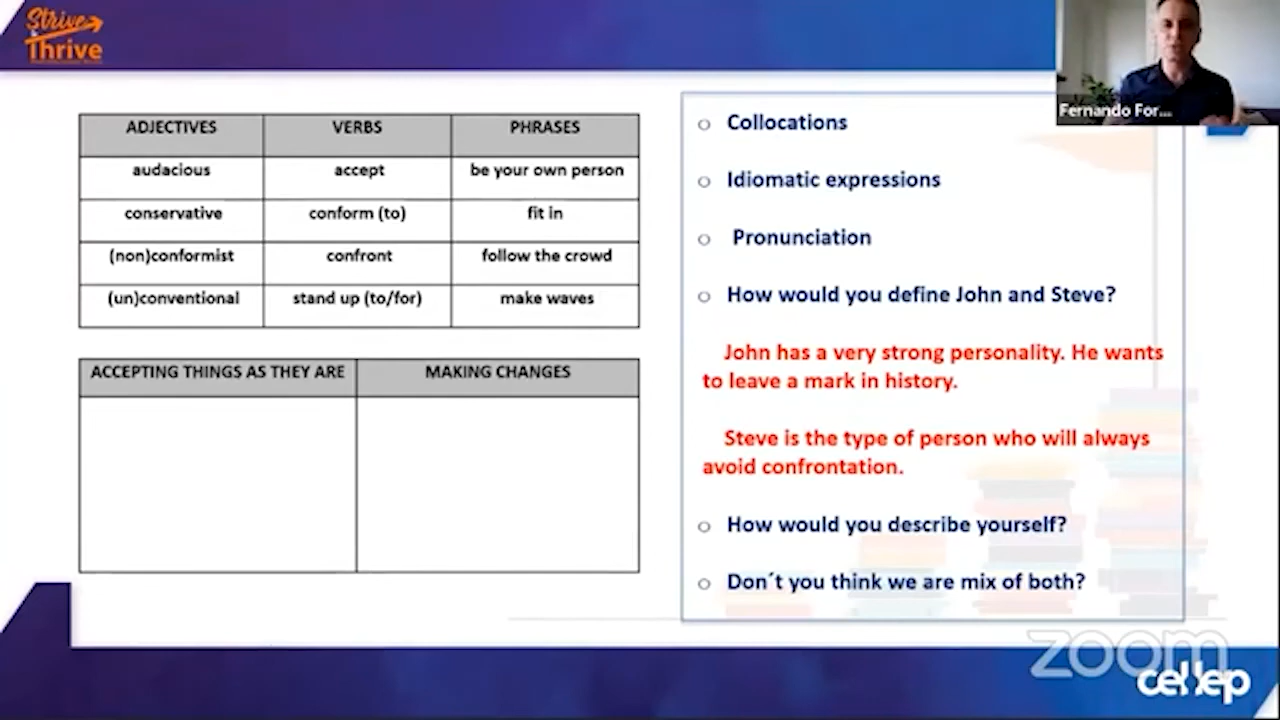 Strive
Thrive
Fernando For...
ADJECTIVES VERBS PHRASES
audacious accept be your own person
conservative conform (to) fit in
(non)conformist confront follow the crowd
(un)conventional stand up (to/for) make waves
ACCEPTING THINGS AS THEY ARE MAKING CHANGES
Collocations
Idiomatic expressions
Pronunciation
How would you define John and Steve?
John has a very strong personality. He wants
to leave a mark in history.
Steve is the type of person who will always
avoid confrontation.
How would you describe yourself?
Don´t you think we are mix of both?
zoom
cel.lep